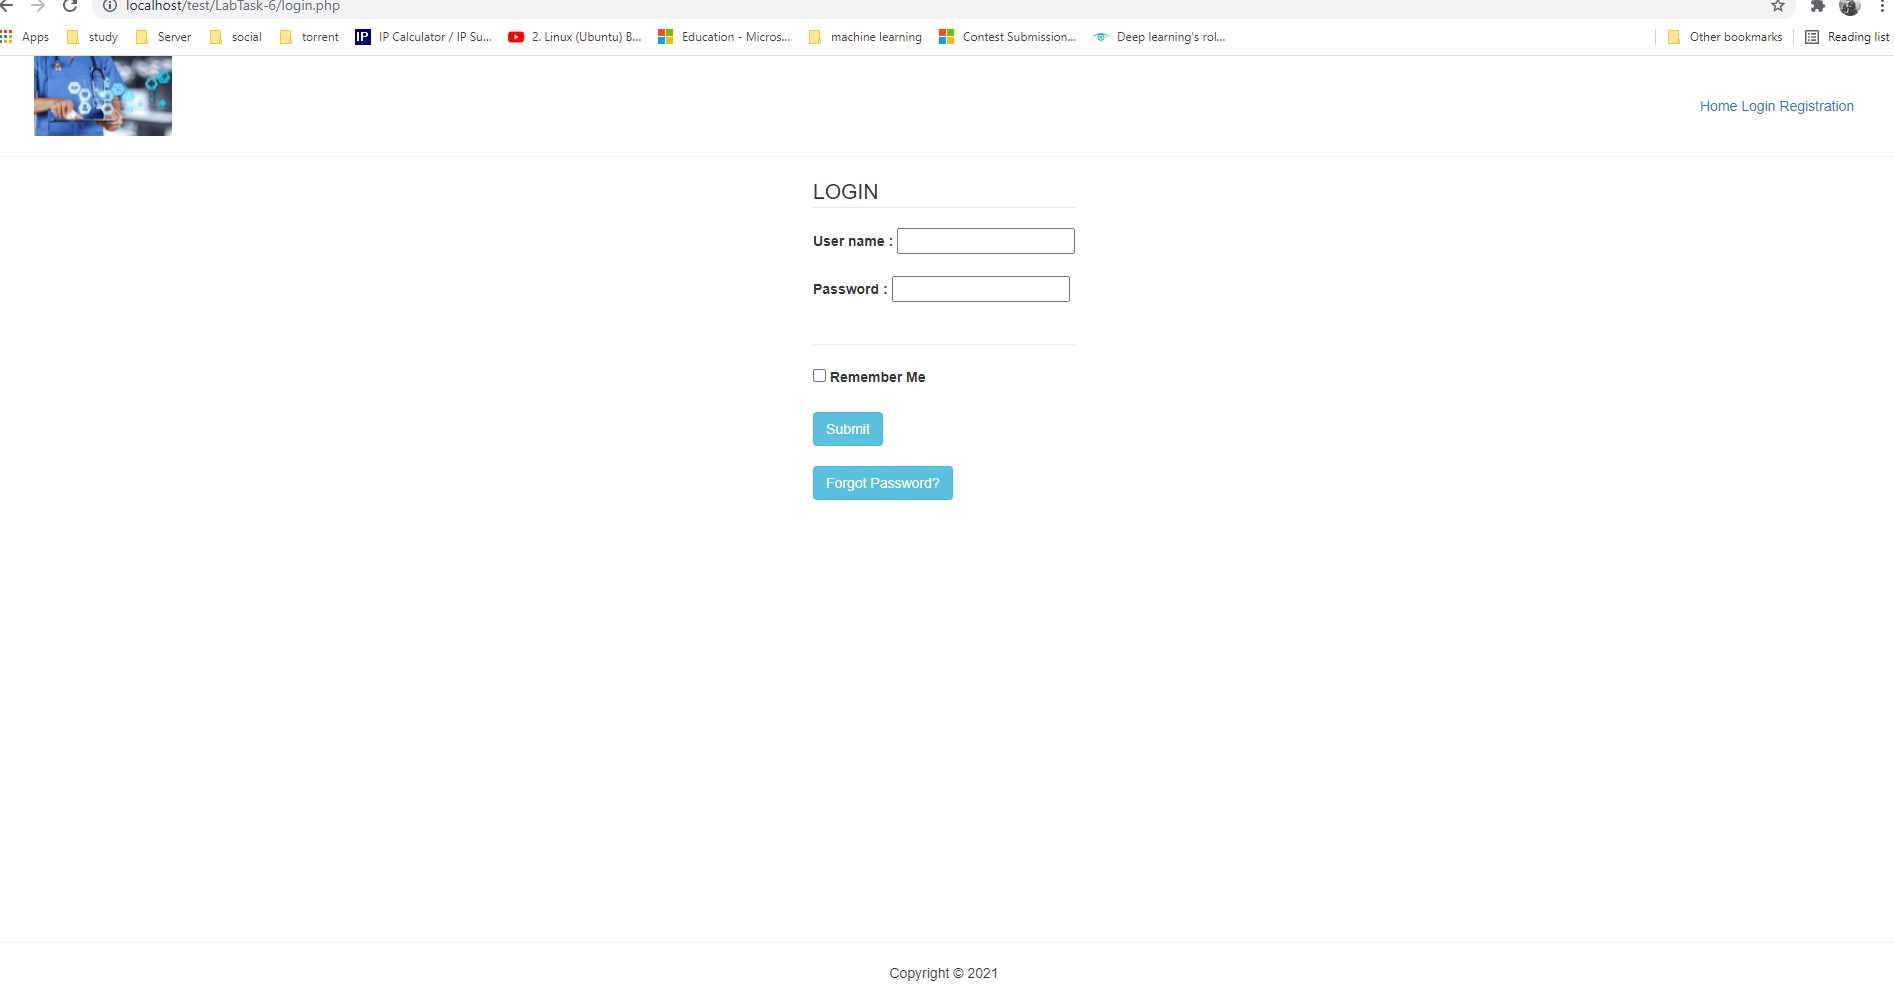 localhost/test/LabTask-6/login.php
Apps study Server social torrent IP IP Calculator / IP Su... 2. Linux (Ubuntu) B... Education - Micros... machine learning Contest Submission... Deep learning's rol... Other bookmarks Reading list
Home Login Registration
LOGIN
User name :
Password :
Remember Me
Submit
Forgot Password?
Copyright © 2021